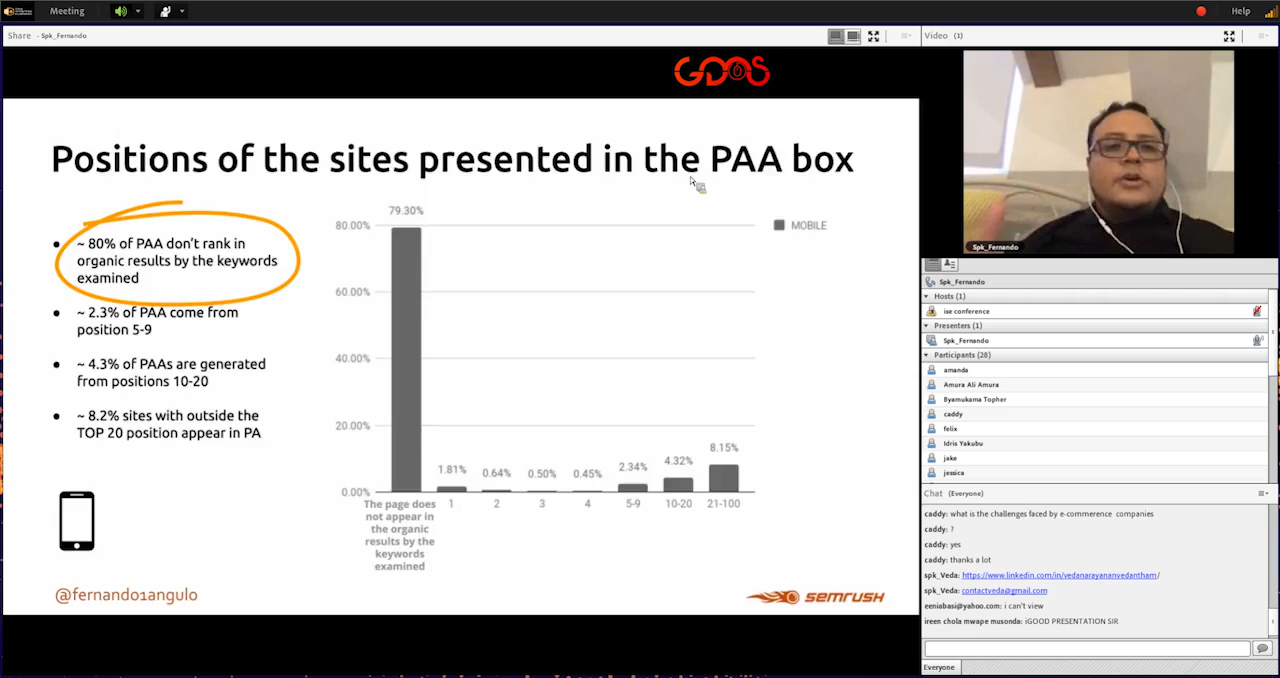 Meeting
Help
Share - Spk_Fernando
Video (1)
GDOS
Positions of the sites presented in the PAA box
~ 80% of PAA don't rank in
organic results by the keywords
examined
~ 2.3% of PAA come from
position 5-9
~ 4.3% of PAAs are generated
from positions 10-20
~ 8.2% sites with outside the
TOP 20 position appear in PA
79.30%
80.00%
MOBILE
60.00%
40.00%
20.00%
0.00%
1.81%
0.64%
0.50%
0.45%
2.34%
4.32%
8.15%
The page does
not appear in
the organic
results by the
keywords
examined
1
2
3
4
5-9
10-20
21-100
@fernando1angulo
SEMRUSH
Spk_Fernando
Spk_Fernando
Hosts (1)
ise conference
Presenters (1)
Spk_Fernando
Participants (28)
amanda
Amura Ali Amura
Byamukama Topher
caddy
felix
Idris Yakubu
jake
jessica
Chat (Everyone)
caddy: what is the challenges faced by e-commerence companies
caddy: ?
caddy: yes
caddy: thanks a lot
spk_Veda: https://www.linkedin.com/in/vedanarayananvedantham/
spk_Veda: contactveda@gmail.com
eeniabasi@yahoo.com: i can't view
ireen chola mwape musonda: iGOOD PRESENTATION SIR
Everyone